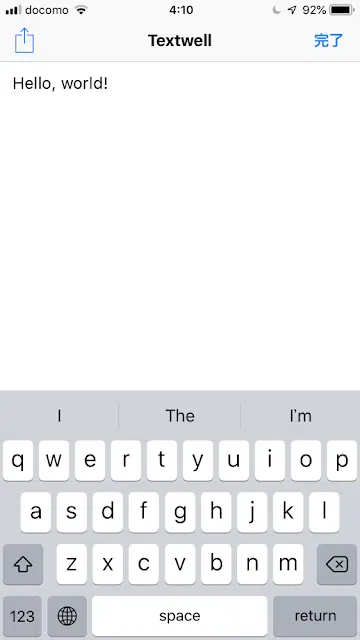 docomo 4:10 92%
Textwell 完了
Hello, world!
I The I'm
q w e r t y u i o p
a s d f g h j k l
z x c v b n m
123 space return